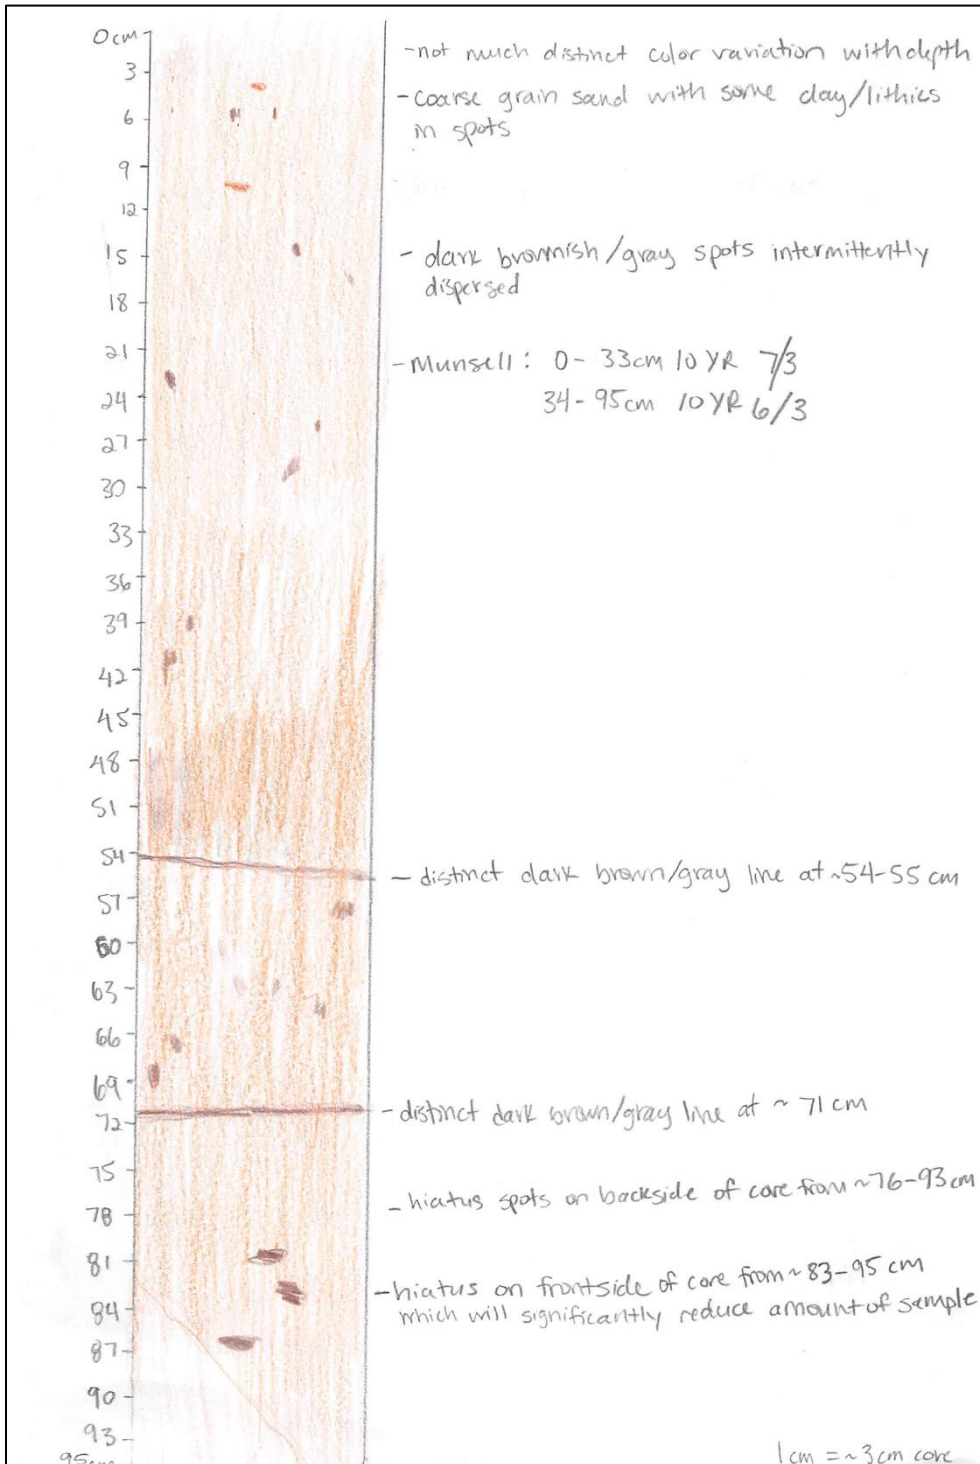 0cm
- not much distinct color variation with depth
3
- coarse grain sand with some clay/lithics
6
in spots
9
12
15
- dark brownish/gray spots intermittently
dispersed
18
21
- Munsell: 0 - 33cm 10 YR 7/3
24
34 - 95cm 10 YR 6/3
27
30
33
36
39
42
45
48
51
54
- distinct dark brown/gray line at ~54-55 cm
57
60
63
66
69
- distinct dark brown/gray line at ~ 71 cm
72
75
- hiatus spots on backside of core from ~76-93cm
78
81
- hiatus on frontside of core from ~83-95 cm
84
which will significantly reduce amount of sample
87
90
93
1cm = ~3cm core
95cm